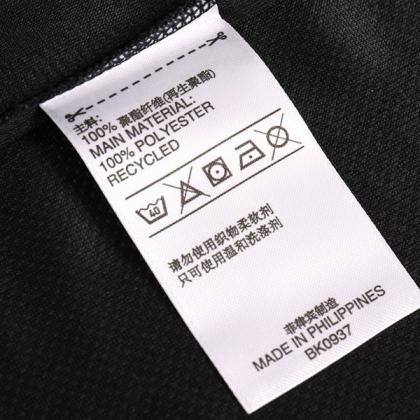 主料:
100% 聚酯纤维(再生聚酯)
MAIN MATERIAL:
100% POLYESTER
RECYCLED
40
请勿使用织物柔软剂
只可使用温和洗涤剂
菲律宾制造
MADE IN PHILIPPINES
BK0937